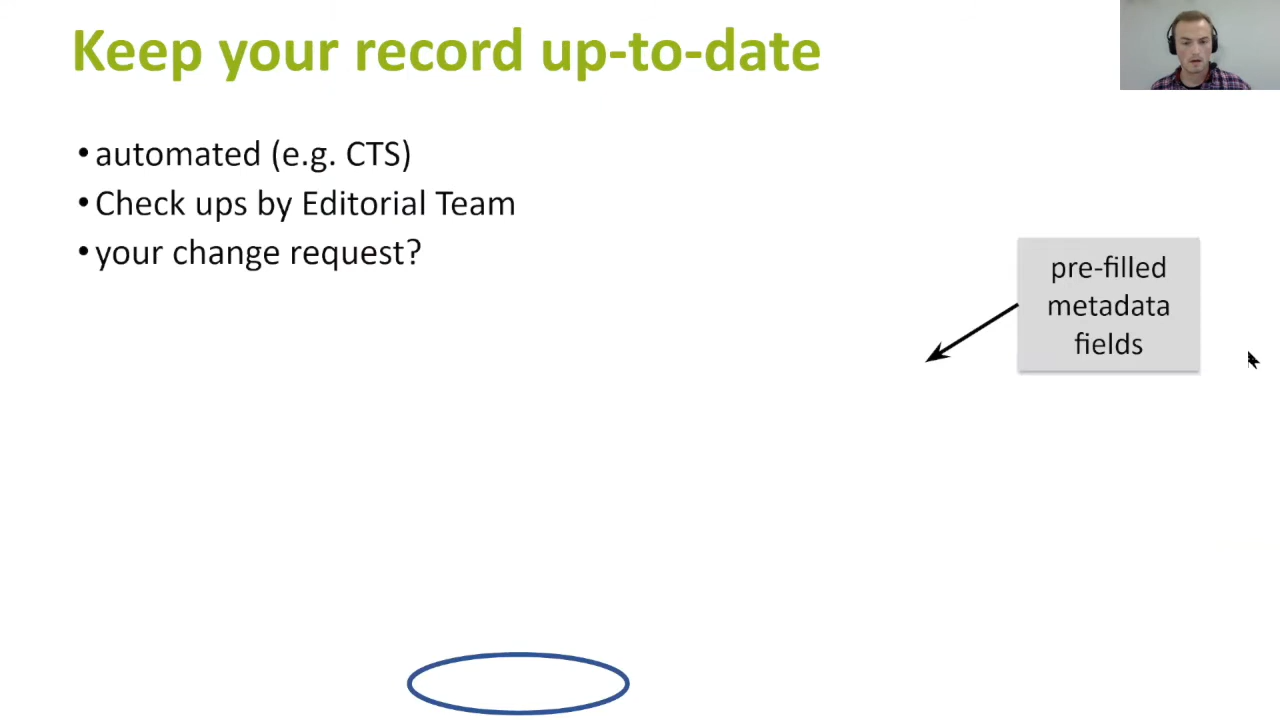 Keep your record up-to-date
•automated (e.g. CTS)
•Check ups by Editorial Team
•your change request?
pre-filled
metadata
fields